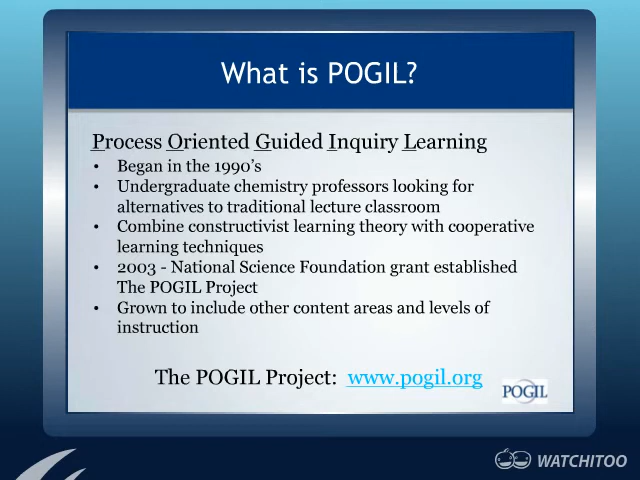 What is POGIL?
Process Oriented Guided Inquiry Learning
• Began in the 1990's
• Undergraduate chemistry professors looking for
alternatives to traditional lecture classroom
• Combine constructivist learning theory with cooperative
learning techniques
• 2003 - National Science Foundation grant established
The POGIL Project
• Grown to include other content areas and levels of
instruction
The POGIL Project: www.pogil.org
POGIL
WATCHITOO